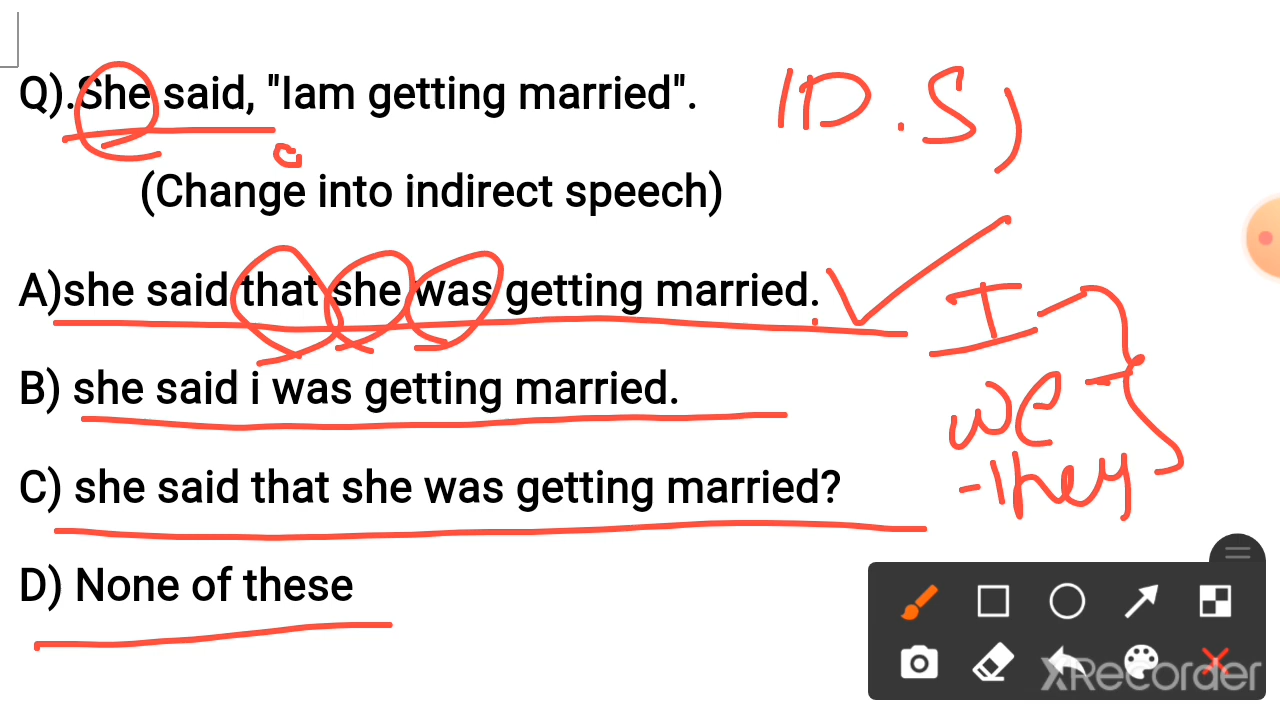 Q).She said, "Iam getting married".
ID.S)
(Change into indirect speech)
A)she said that she was getting married.
I
B) she said i was getting married.
we
C) she said that she was getting married?
-they
D) None of these
XRecorder